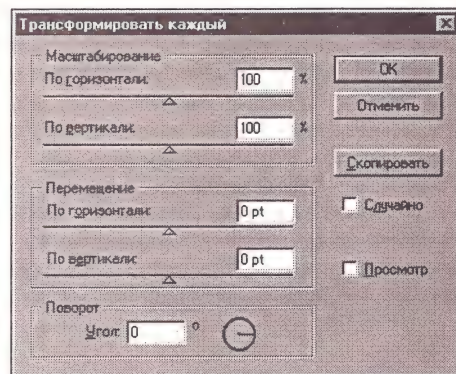 Трансформировать каждый
Масштабирование
По горизонтали: 100 %
По вертикали: 100 %
Перемещение
По горизонтали: 0 pt
По вертикали: 0 pt
Поворот
Угол: 0 °
OK
Отменить
Скопировать
Случайно
Просмотр